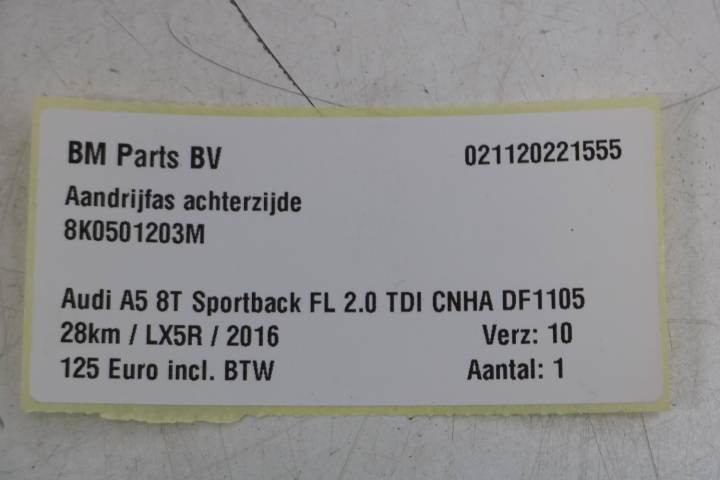 BM Parts BV 021120221555
Aandrijfas achterzijde
8K0501203M
Audi A5 8T Sportback FL 2.0 TDI CNHA DF1105
28km / LX5R / 2016 Verz: 10
125 Euro incl. BTW Aantal: 1